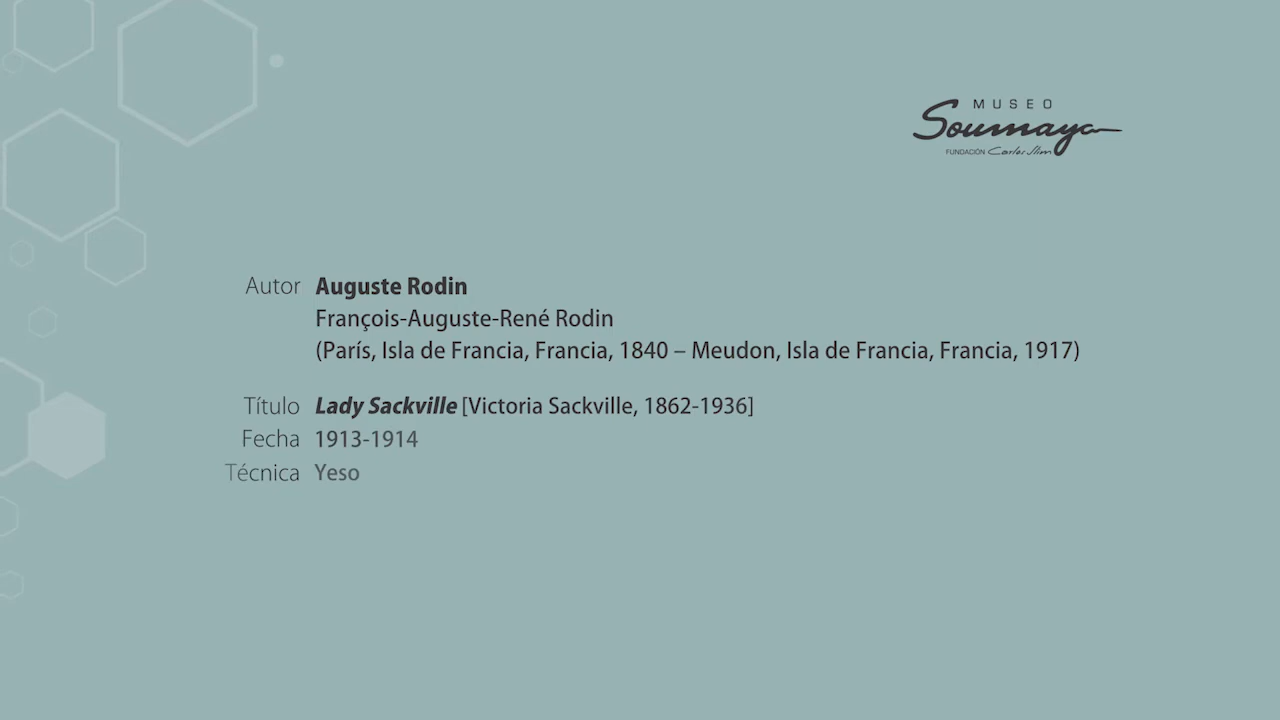 MUSEO
Soumaya
FUNDACIÓN Carlos Slim
Autor Auguste Rodin
François-Auguste-René Rodin
(París, Isla de Francia, Francia, 1840 – Meudon, Isla de Francia, Francia, 1917)
Título Lady Sackville [Victoria Sackville, 1862-1936]
Fecha 1913-1914
Técnica Yeso